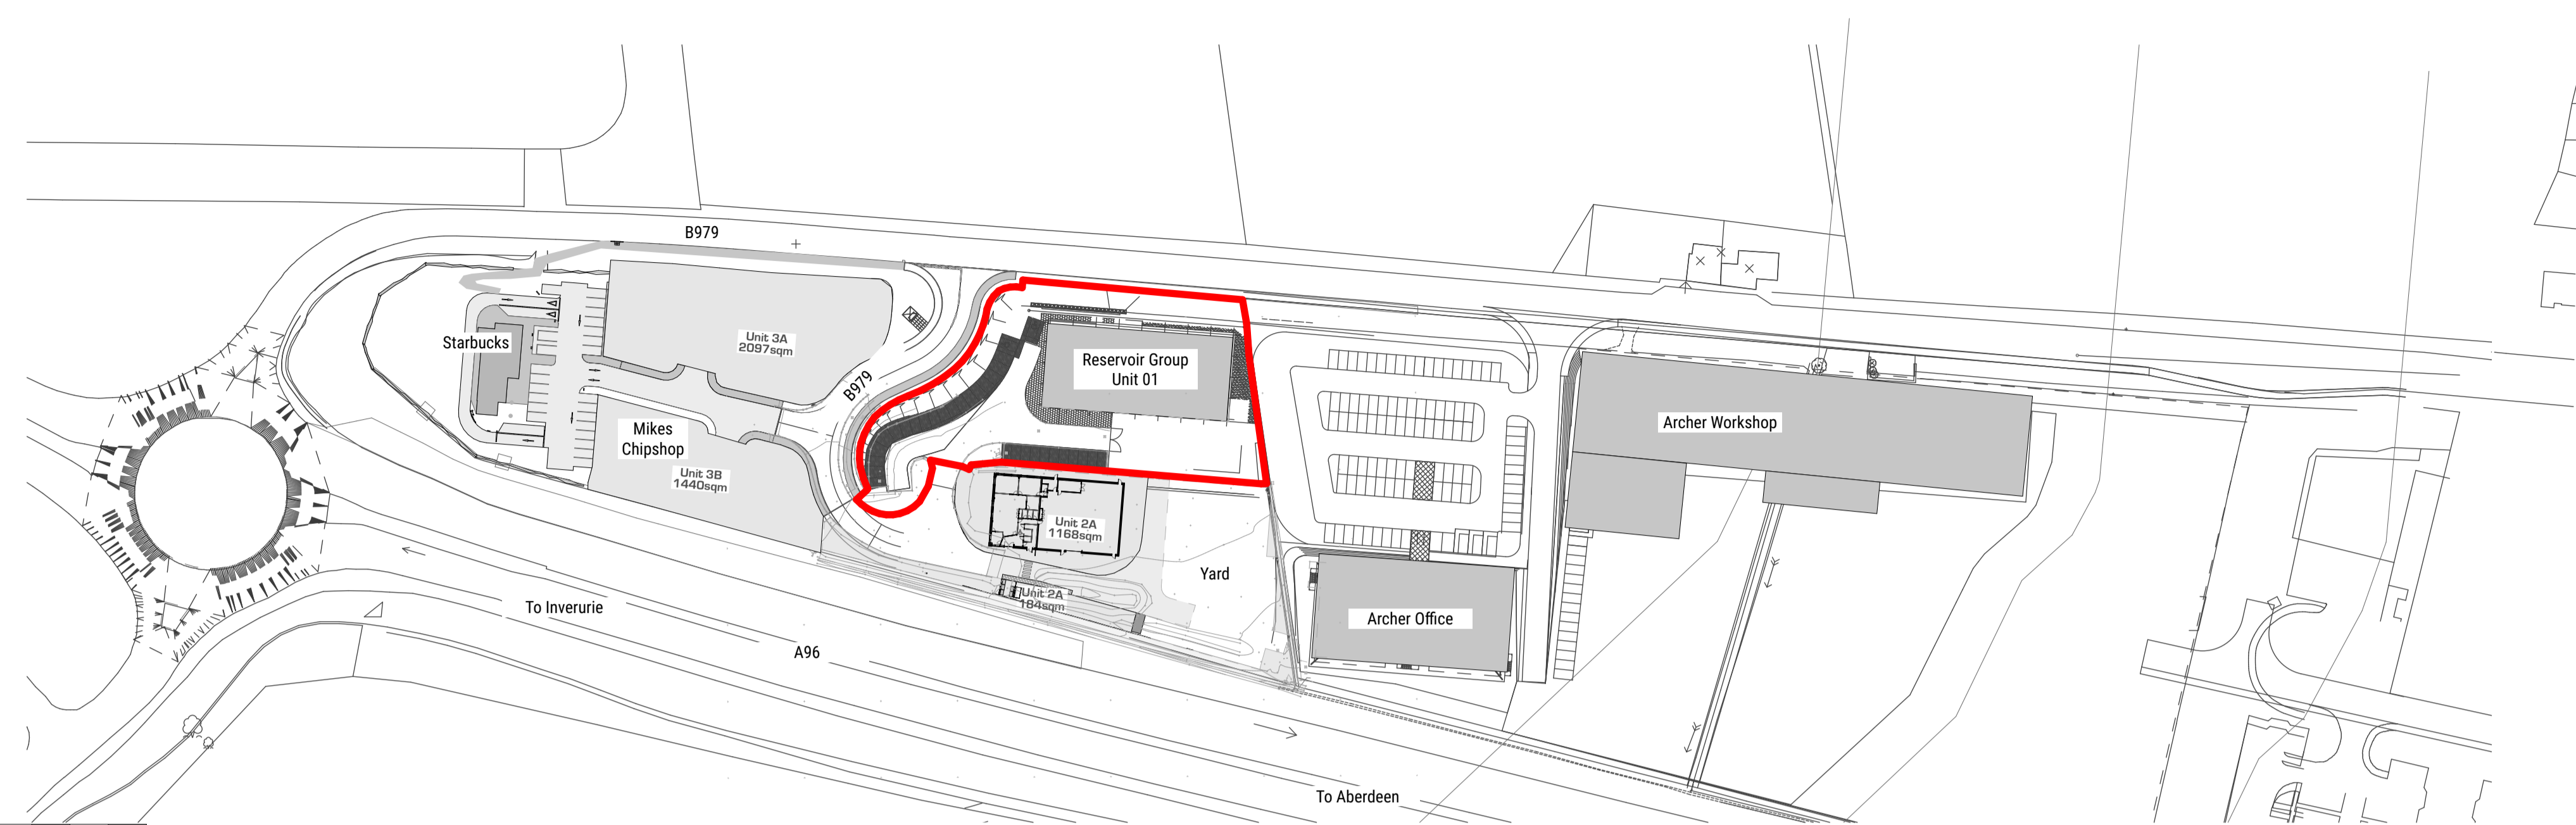 B979
Starbucks
Unit 3A
2097sqm
Reservoir Group
Unit 01
B979
Mikes
Chipshop
Archer Workshop
Unit 3B
1440sqm
Unit 2A
1168sqm
Yard
Unit 2A
184sqm
To Inverurie
Archer Office
A96
To Aberdeen